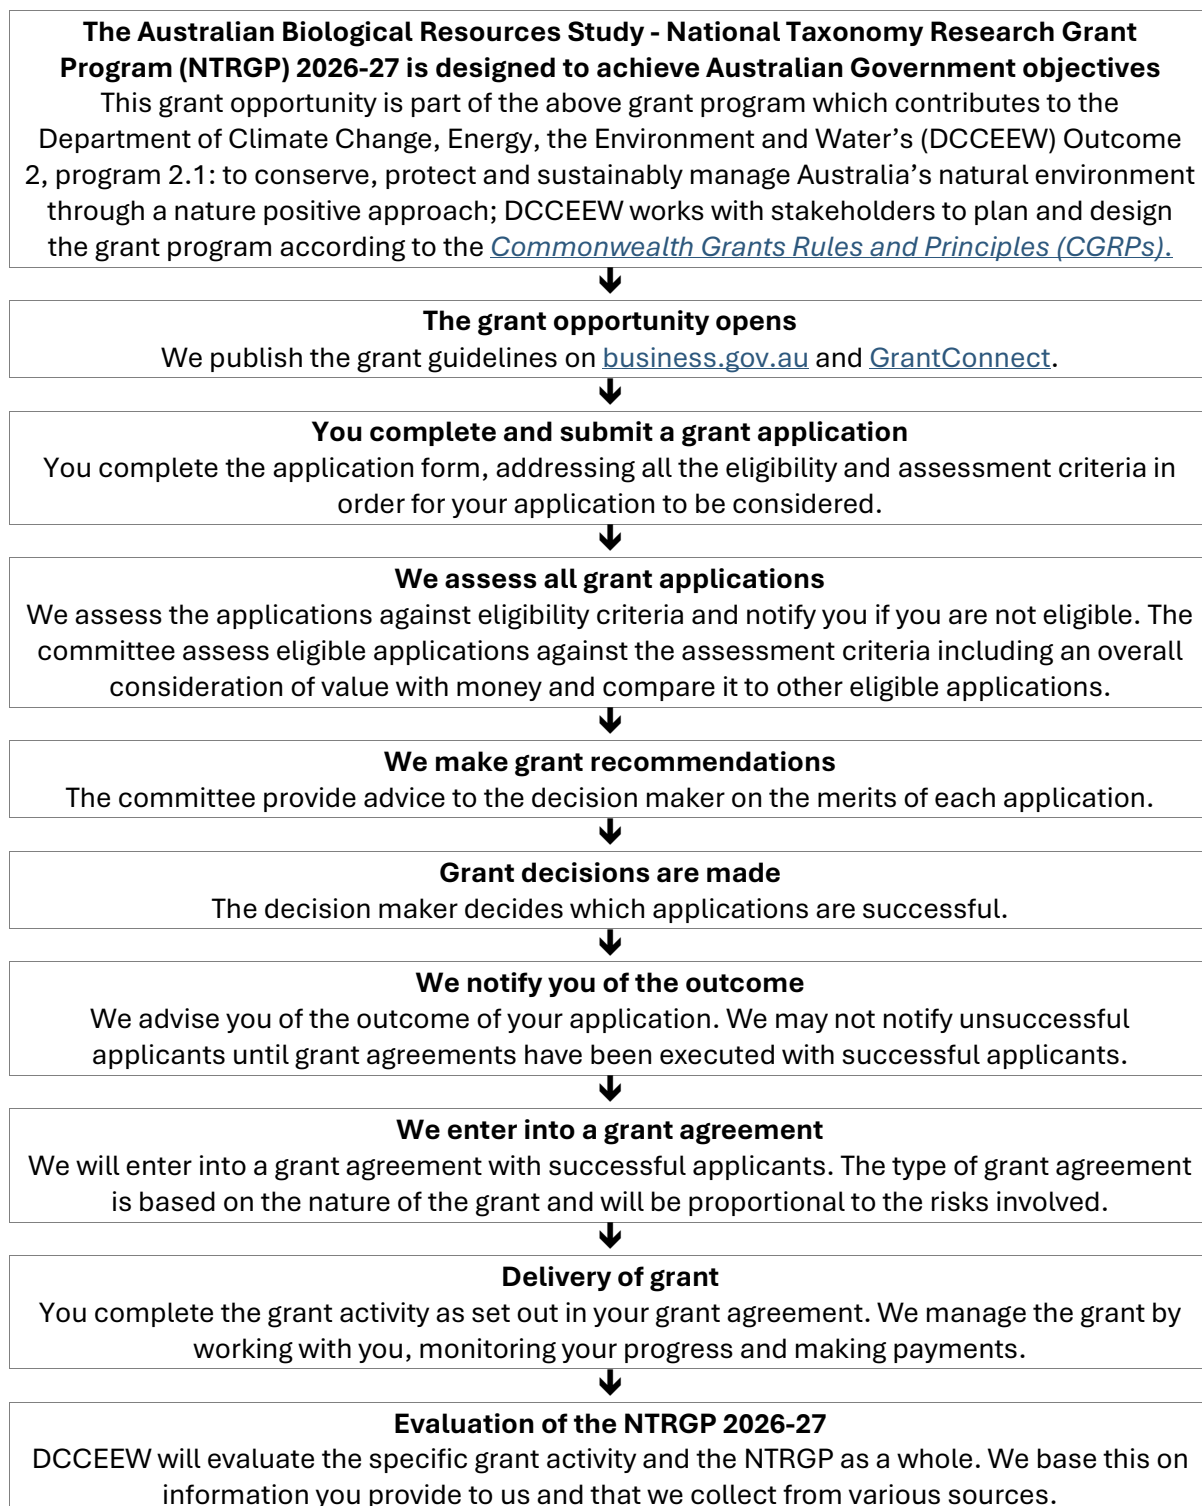 The Australian Biological Resources Study - National Taxonomy Research Grant
Program (NTRGP) 2026-27 is designed to achieve Australian Government objectives
This grant opportunity is part of the above grant program which contributes to the
Department of Climate Change, Energy, the Environment and Water’s (DCCEEW) Outcome
2, program 2.1: to conserve, protect and sustainably manage Australia’s natural environment
through a nature positive approach; DCCEEW works with stakeholders to plan and design
the grant program according to the Commonwealth Grants Rules and Principles (CGRPs).
The grant opportunity opens
We publish the grant guidelines on business.gov.au and GrantConnect.
You complete and submit a grant application
You complete the application form, addressing all the eligibility and assessment criteria in
order for your application to be considered.
We assess all grant applications
We assess the applications against eligibility criteria and notify you if you are not eligible. The
committee assess eligible applications against the assessment criteria including an overall
consideration of value with money and compare it to other eligible applications.
We make grant recommendations
The committee provide advice to the decision maker on the merits of each application.
Grant decisions are made
The decision maker decides which applications are successful.
We notify you of the outcome
We advise you of the outcome of your application. We may not notify unsuccessful
applicants until grant agreements have been executed with successful applicants.
We enter into a grant agreement
We will enter into a grant agreement with successful applicants. The type of grant agreement
is based on the nature of the grant and will be proportional to the risks involved.
Delivery of grant
You complete the grant activity as set out in your grant agreement. We manage the grant by
working with you, monitoring your progress and making payments.
Evaluation of the NTRGP 2026-27
DCCEEW will evaluate the specific grant activity and the NTRGP as a whole. We base this on
information you provide to us and that we collect from various sources.